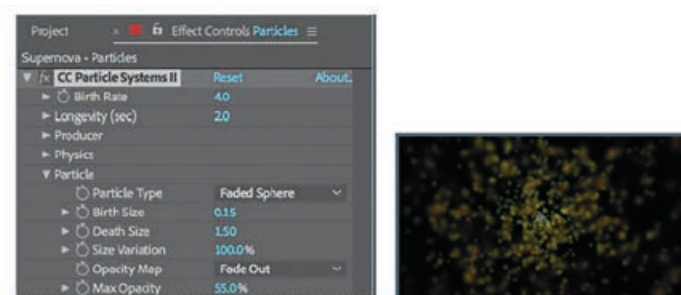 Project × Effect Controls Particles ≡
Supernova • Particles
fx CC Particle Systems II Reset About..
Birth Rate 4.0
Longevity (sec) 2.0
Producer
Physics
Particle
Particle Type Faded Sphere
Birth Size 0.15
Death Size 1.50
Size Variation 100.0%
Opacity Map Fade Out
Max Opacity 55.0%